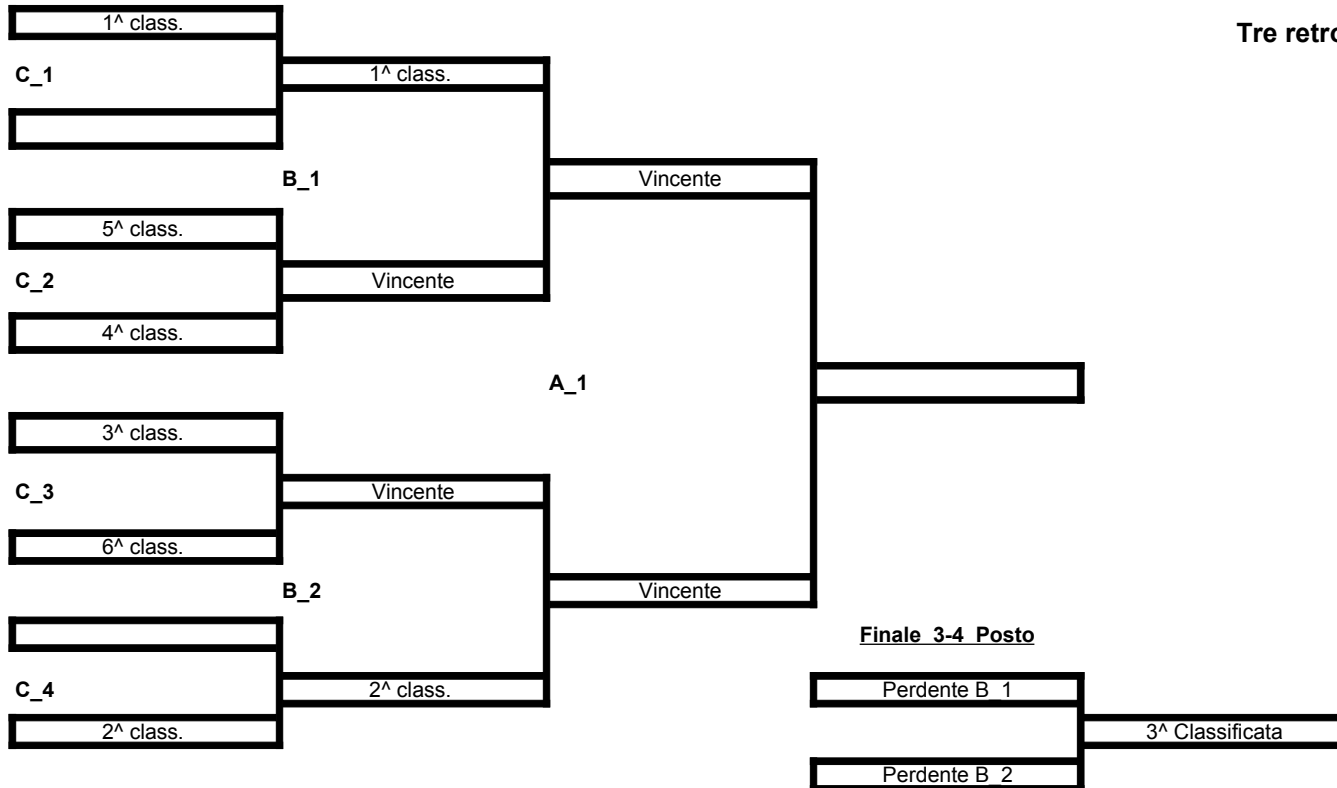 1^ class.
Tre
C_1
1^ class.
B_1
Vincente
5^ class.
C_2
Vincente
4^ class.
A_1
3^ class.
C_3
Vincente
6^ class.
B_2
Vincente
Finale 3-4 Posto
C_4
2^ class.
Perdente B_1
2^ class.
3^ Classificata
Perdente B_2